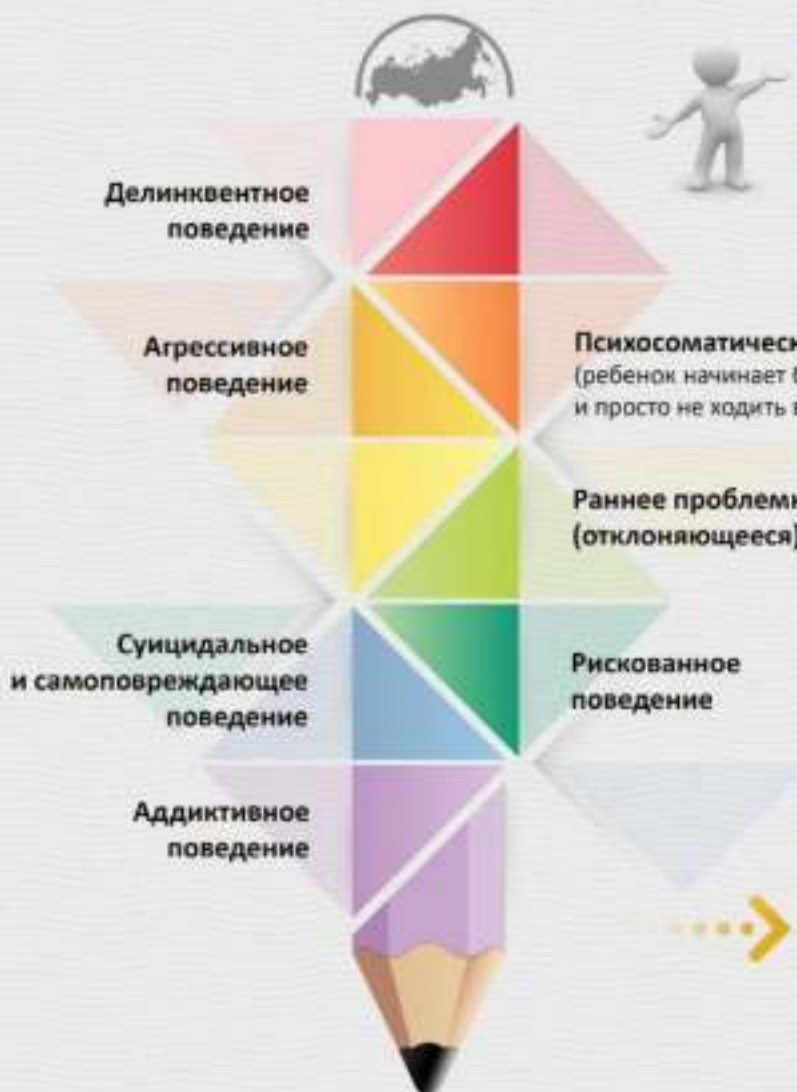 Делинквентное
поведение
Агрессивное
поведение
Психосоматическ
(ребенок начинает
и просто не ходить
Раннее проблемн
(отклоняющееся)
Суицидальное
и самоповреждающее
поведение
Рискованное
поведение
Аддиктивное
поведение